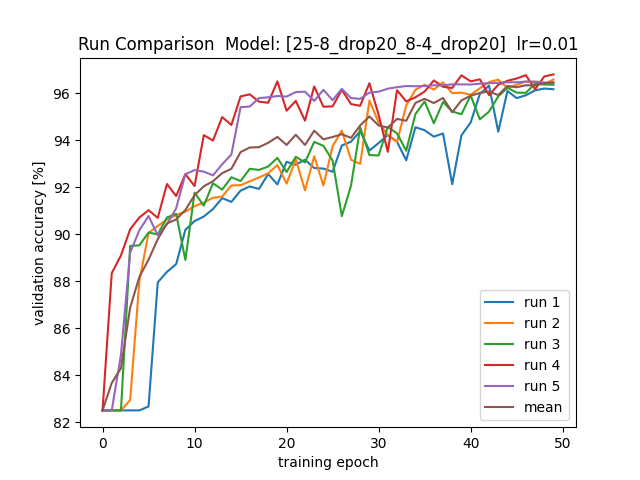 Run Comparison  Model: [25-8_drop20_8-4_drop20]  lr=0.01
validation accuracy [%]
96
94
92
90
88
86
84
82
0 10 20 30 40 50
training epoch
run 1
run 2
run 3
run 4
run 5
mean